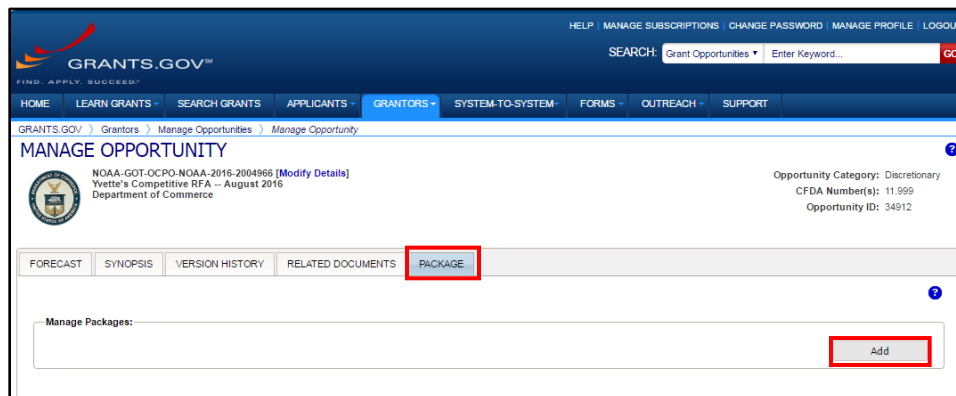 HELP | MANAGE SUBSCRIPTIONS | CHANGE PASSWORD | MANAGE PROFILE | LOGOU
SEARCH: Grant Opportunities Enter Keyword... GO
GRANTS.GOV℠
FIND. APPLY. SUCCEED.℠
HOME LEARN GRANTS SEARCH GRANTS APPLICANTS GRANTORS SYSTEM-TO-SYSTEM FORMS OUTREACH SUPPORT
GRANTS.GOV 〉 Grantors 〉 Manage Opportunities 〉 Manage Opportunity
MANAGE OPPORTUNITY ?
NOAA-GOT-OCPO-NOAA-2016-2004966 [Modify Details]
Yvette's Competitive RFA -- August 2016
Department of Commerce
Opportunity Category: Discretionary
CFDA Number(s): 11.999
Opportunity ID: 34912
FORECAST SYNOPSIS VERSION HISTORY RELATED DOCUMENTS PACKAGE
?
Manage Packages:
Add